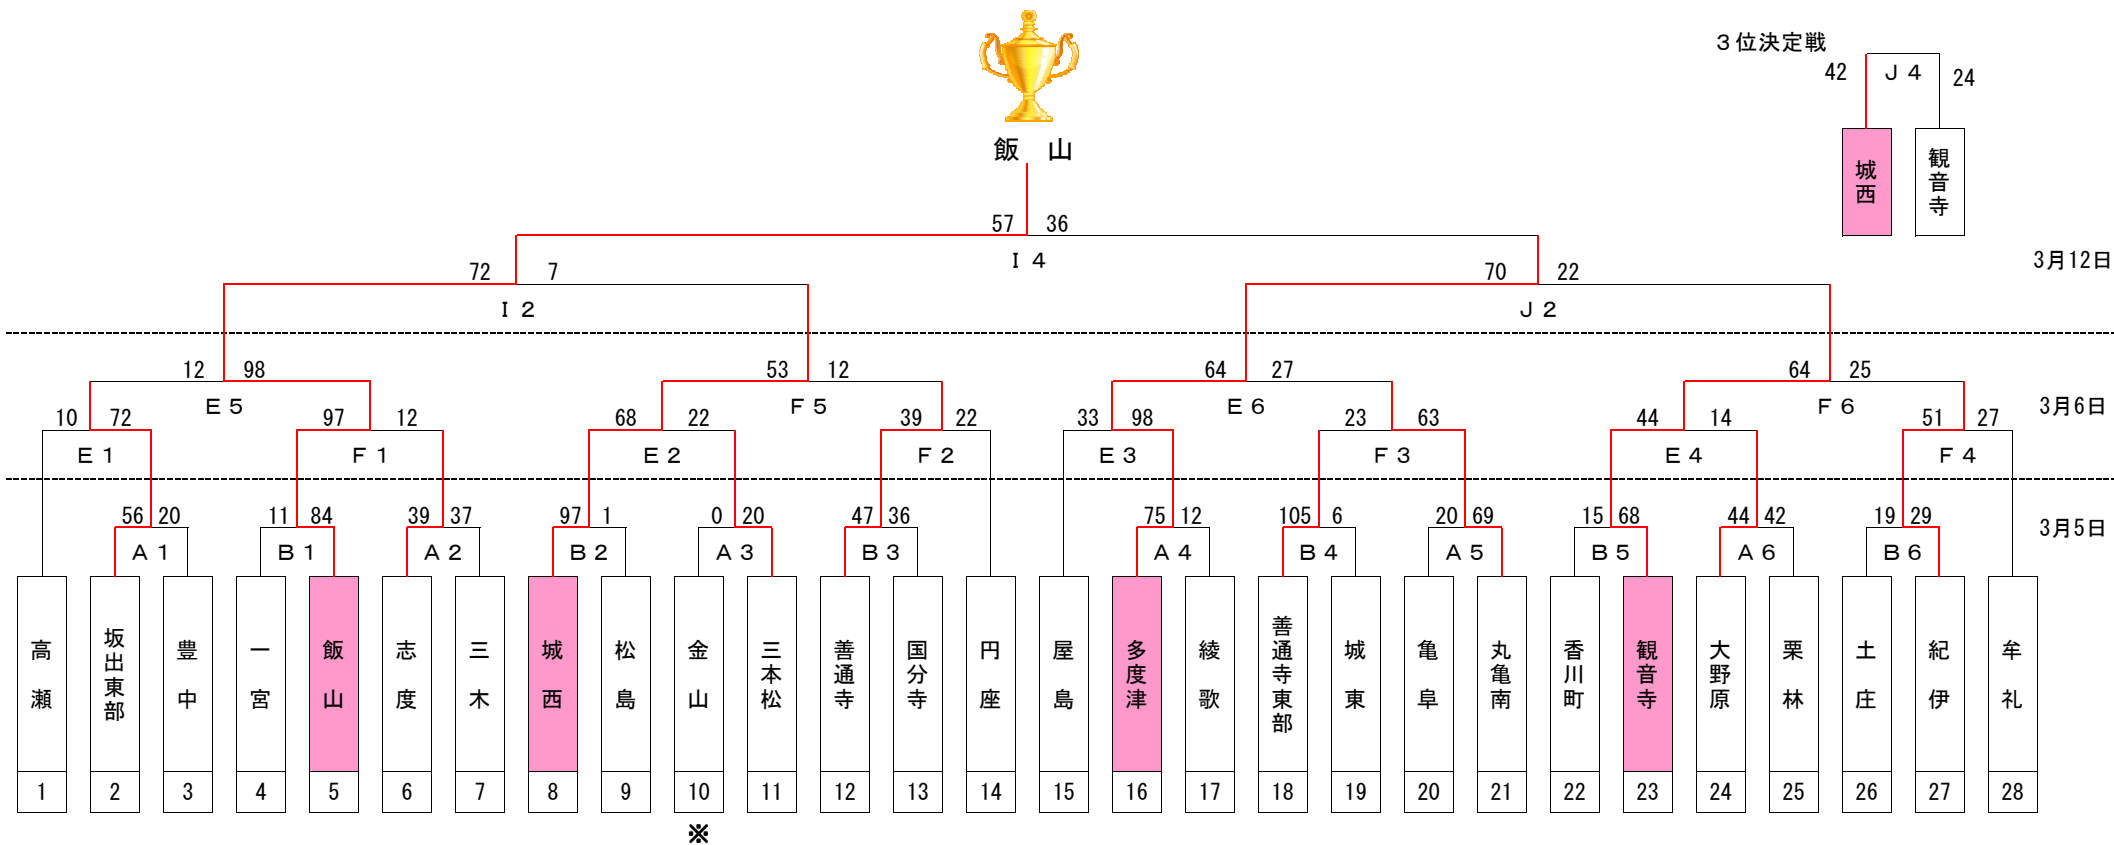 ３位決定戦
42 Ｊ４ 24
城西 観音寺
飯　山
57 36
Ｉ４
3月12日
72 7 70 22
Ｉ２ Ｊ２
12 98 53 12 64 27 64 25
Ｅ５ Ｆ５ Ｅ６ Ｆ６
3月6日
10 72 97 12 68 22 39 22 33 98 23 63 44 14 51 27
Ｅ１ Ｆ１ Ｅ２ Ｆ２ Ｅ３ Ｆ３ Ｅ４ Ｆ４
56 20 11 84 39 37 97 1 0 20 47 36 75 12 105 6 20 69 15 68 44 42 19 29
3月5日
Ａ１ Ｂ１ Ａ２ Ｂ２ Ａ３ Ｂ３ Ａ４ Ｂ４ Ａ５ Ｂ５ Ａ６ Ｂ６
高瀬
坂出東部
豊中
一宮
飯山
志度
三木
城西
松島
金山
三本松
善通寺
国分寺
円座
屋島
多度津
綾歌
善通寺東部
城東
亀阜
丸亀南
香川町
観音寺
大野原
栗林
土庄
紀伊
牟礼
1 2 3 4 5 6 7 8 9 10 11 12 13 14 15 16 17 18 19 20 21 22 23 24 25 26 27 28
※